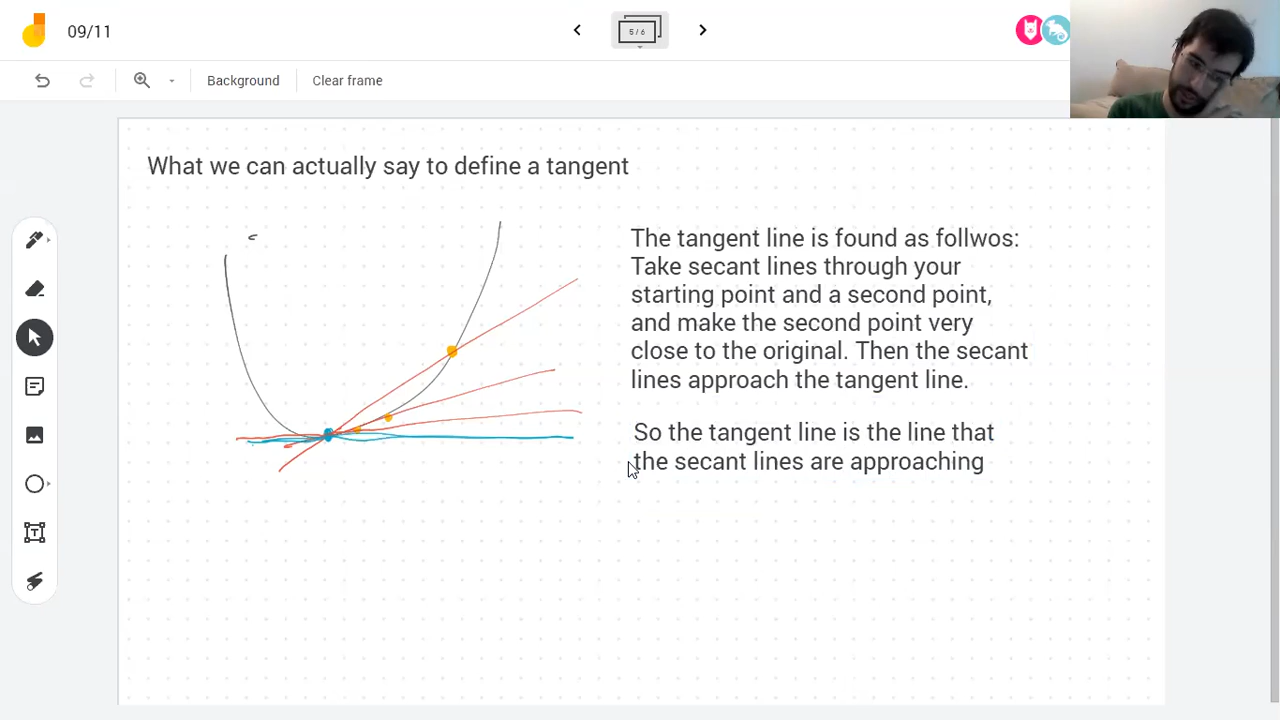 09/11
5 / 6
Background
Clear frame
What we can actually say to define a tangent
The tangent line is found as follwos:
Take secant lines through your
starting point and a second point,
and make the second point very
close to the original. Then the secant
lines approach the tangent line.
So the tangent line is the line that
the secant lines are approaching
T